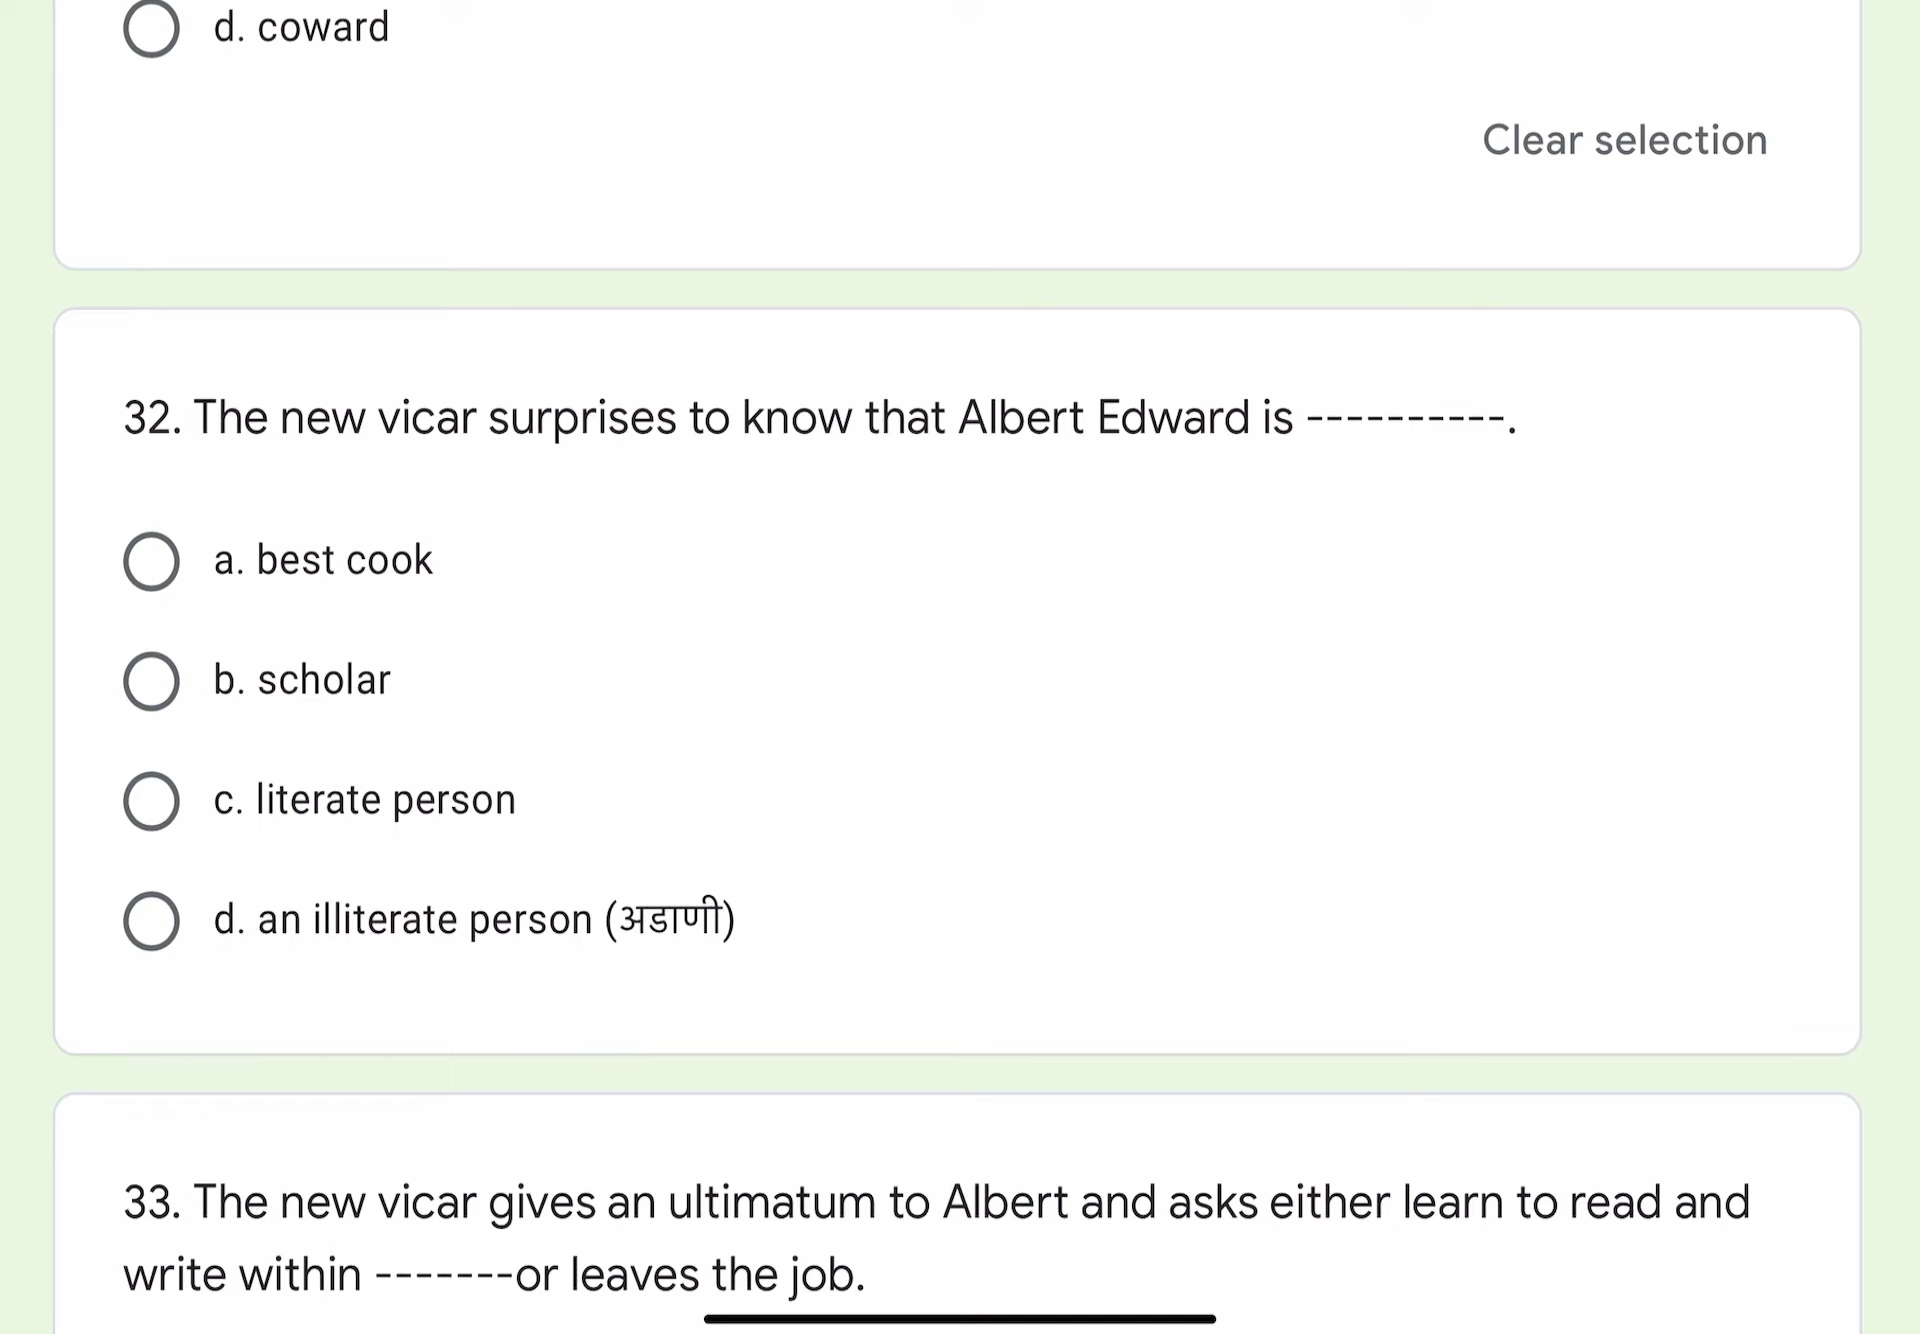 d. coward
Clear selection
32. The new vicar surprises to know that Albert Edward is ----------.
a. best cook
b. scholar
c. literate person
d. an illiterate person (अडाणी)
33. The new vicar gives an ultimatum to Albert and asks either learn to read and
write within -------or leaves the job.